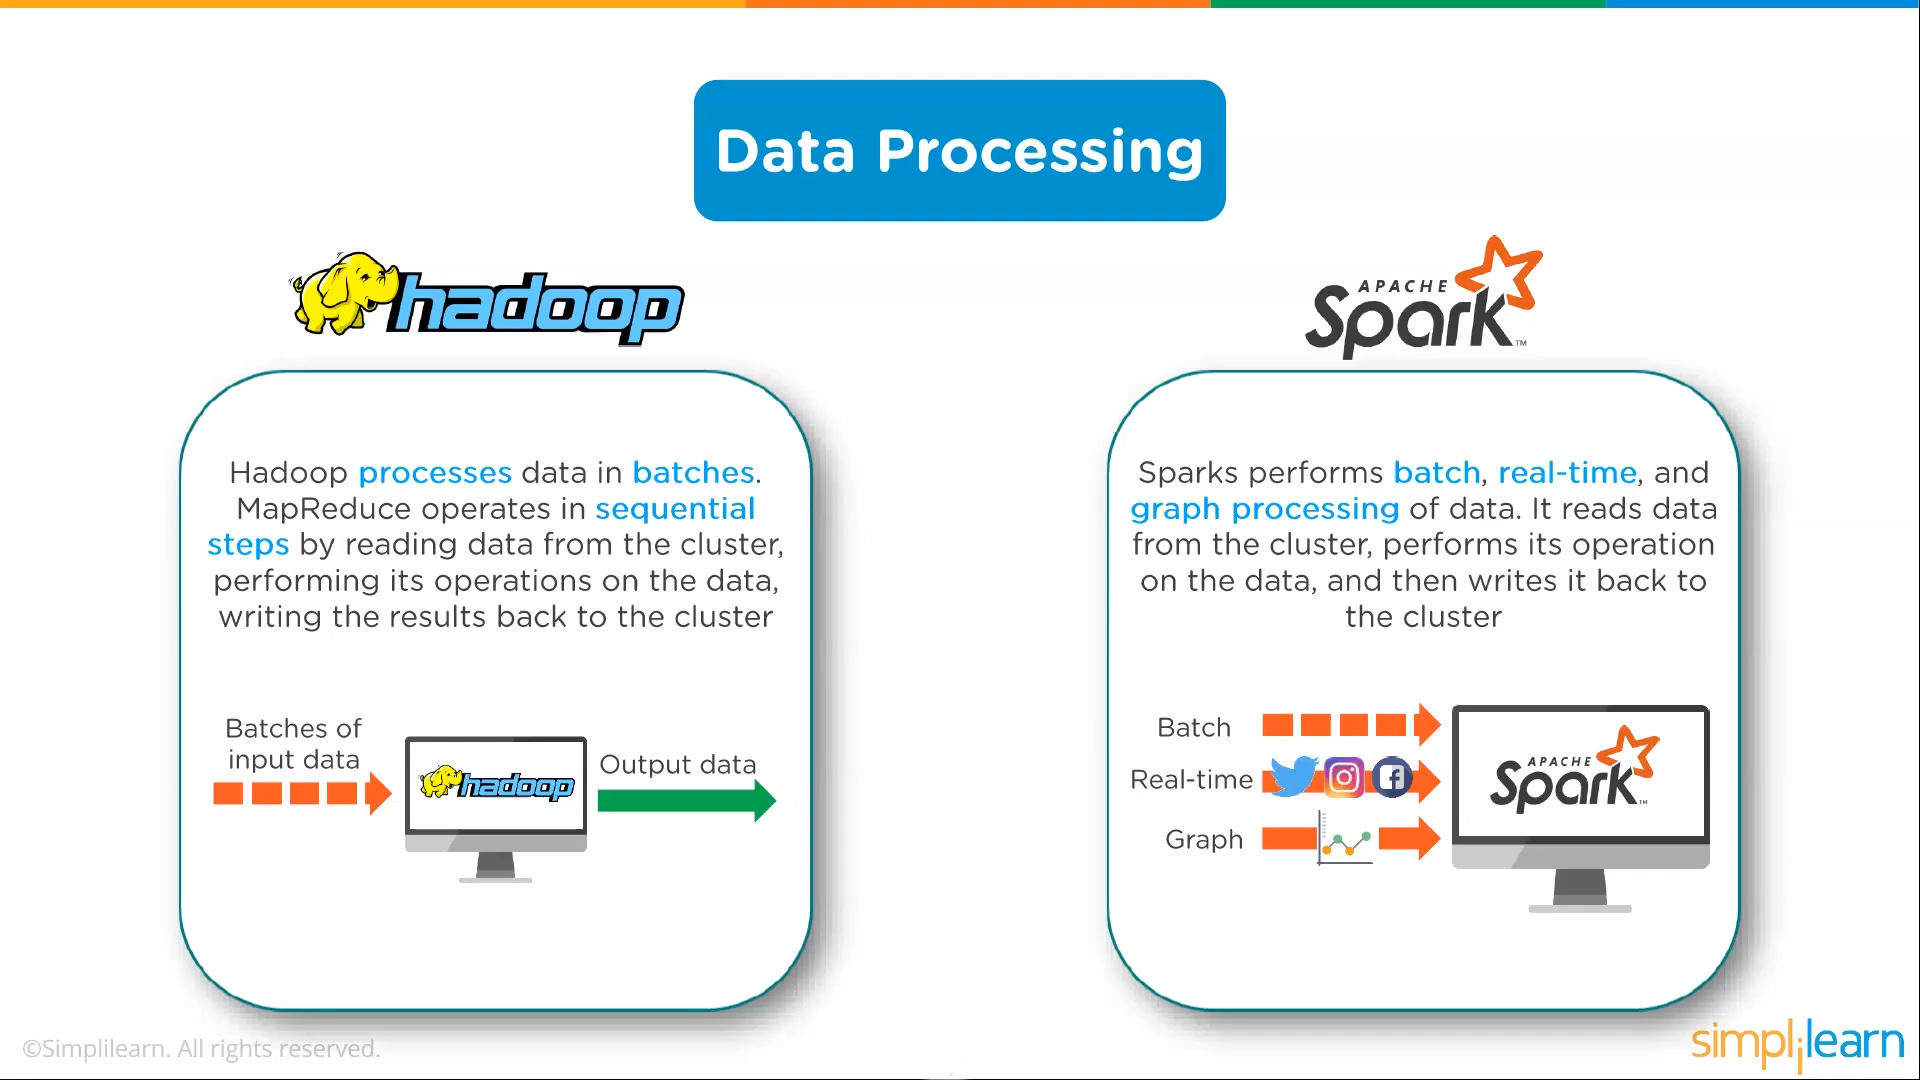 Data Processing
hadoop
Hadoop processes data in batches.
MapReduce operates in sequential
steps by reading data from the cluster,
performing its operations on the data,
writing the results back to the cluster
Batches of
input data
hadoop
Output data
APACHE
Spark™
Sparks performs batch, real-time, and
graph processing of data. It reads data
from the cluster, performs its operation
on the data, and then writes it back to
the cluster
Batch
Real-time
Graph
APACHE
Spark™
©Simplilearn. All rights reserved.
simplilearn